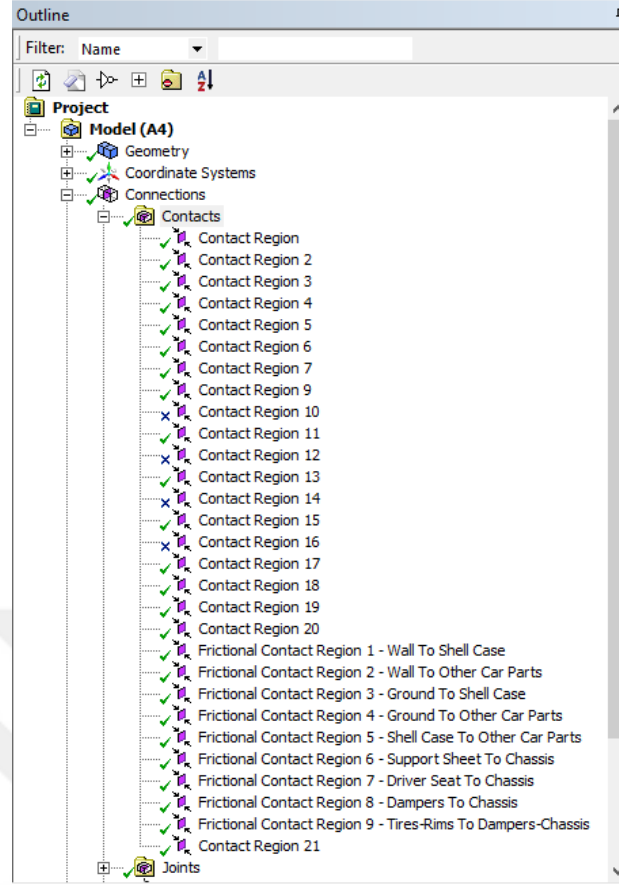 Outline
Filter: Name
Project
Model (A4)
Geometry
Coordinate Systems
Connections
Contacts
Contact Region
Contact Region 2
Contact Region 3
Contact Region 4
Contact Region 5
Contact Region 6
Contact Region 7
Contact Region 9
Contact Region 10
Contact Region 11
Contact Region 12
Contact Region 13
Contact Region 14
Contact Region 15
Contact Region 16
Contact Region 17
Contact Region 18
Contact Region 19
Contact Region 20
Frictional Contact Region 1 - Wall To Shell Case
Frictional Contact Region 2 - Wall To Other Car Parts
Frictional Contact Region 3 - Ground To Shell Case
Frictional Contact Region 4 - Ground To Other Car Parts
Frictional Contact Region 5 - Shell Case To Other Car Parts
Frictional Contact Region 6 - Support Sheet To Chassis
Frictional Contact Region 7 - Driver Seat To Chassis
Frictional Contact Region 8 - Dampers To Chassis
Frictional Contact Region 9 - Tires-Rims To Dampers-Chassis
Contact Region 21
Joints